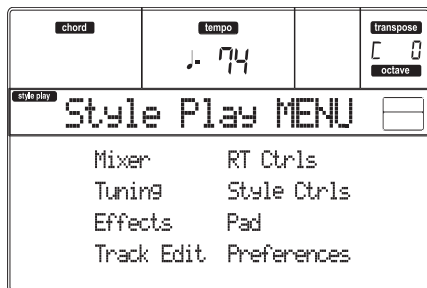 chord
tempo
transpose
♩. 74
C 0
octave
style play
Style Play MENU
Mixer RT Ctrls
Tuning Style Ctrls
Effects Pad
Track Edit Preferences